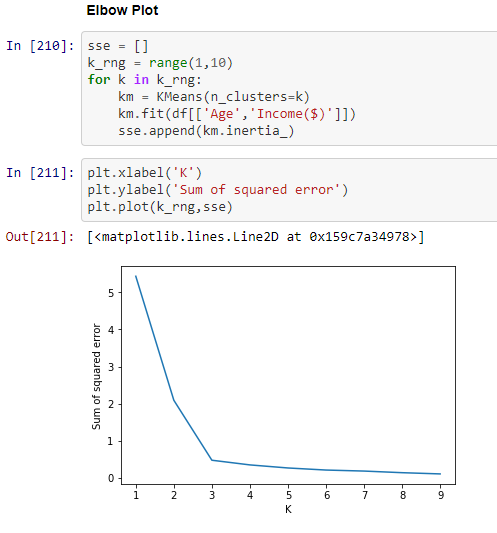 Elbow Plot
In [210]: sse = []
k_rng = range(1,10)
for k in k_rng:
    km = KMeans(n_clusters=k)
    km.fit(df[['Age','Income($)']])
    sse.append(km.inertia_)
In [211]: plt.xlabel('K')
plt.ylabel('Sum of squared error')
plt.plot(k_rng,sse)
Out[211]: [<matplotlib.lines.Line2D at 0x159c7a34978>]
Sum of squared error
5
4
3
2
1
0
1 2 3 4 5 6 7 8 9
K